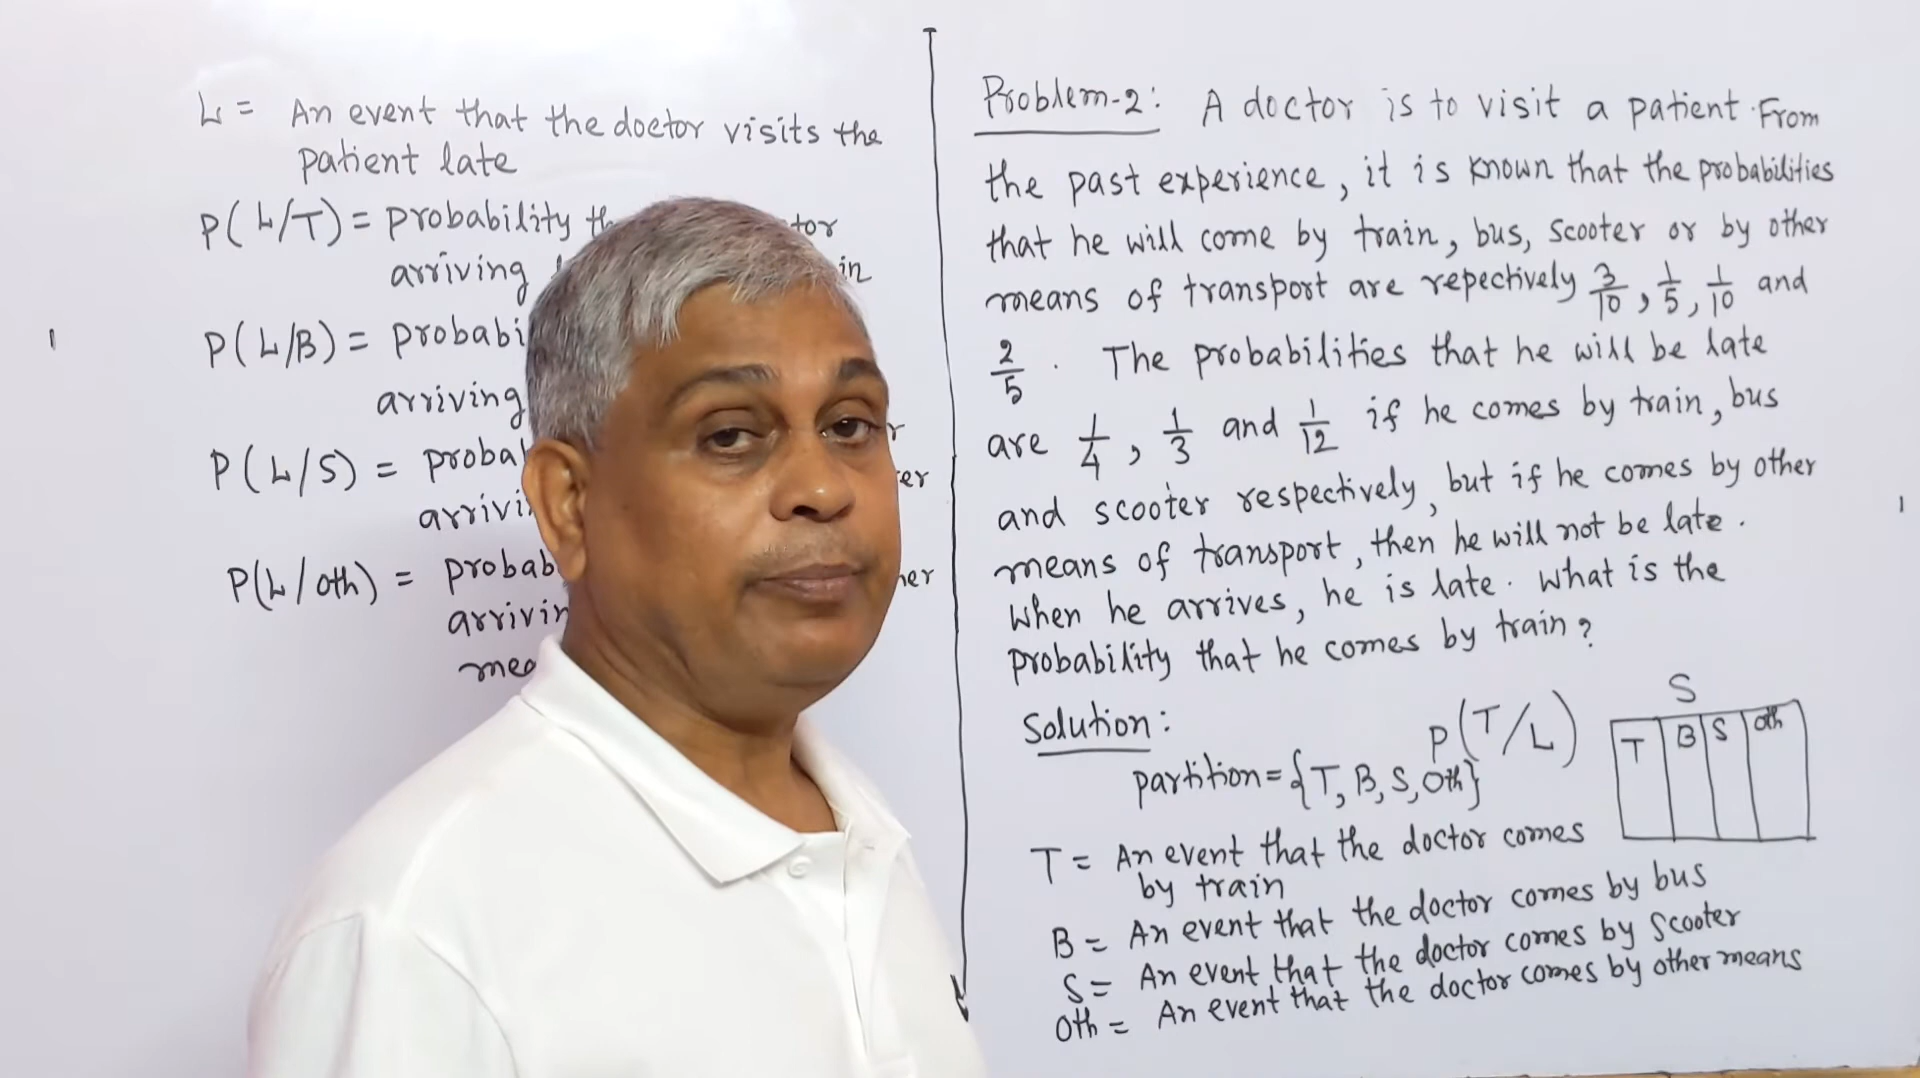 L = An event that the doctor visits the
patient late
P(L/T) = probability
arriving in
P(L/B) =
arriving
P(L/S) =
P(L/oth) =
Problem-2: A doctor is to visit a patient. From
the past experience, it is known that the probabilities
that he will come by train, bus, scooter or by other
means of transport are repectively 3/10, 1/5, 1/10 and
2/5. The probabilities that he will be late
are 1/4, 1/3 and 1/12 if he comes by train, bus
and scooter respectively, but if he comes by other
means of transport, then he will not be late.
When he arrives, he is late. What is the
probability that he comes by train?
Solution: P(T/L)
S
T B S oth
partition = {T, B, S, Oth}
T = An event that the doctor comes
by train
B = An event that the doctor comes by bus
S = An event that the doctor comes by scooter
Oth = An event that the doctor comes by other means